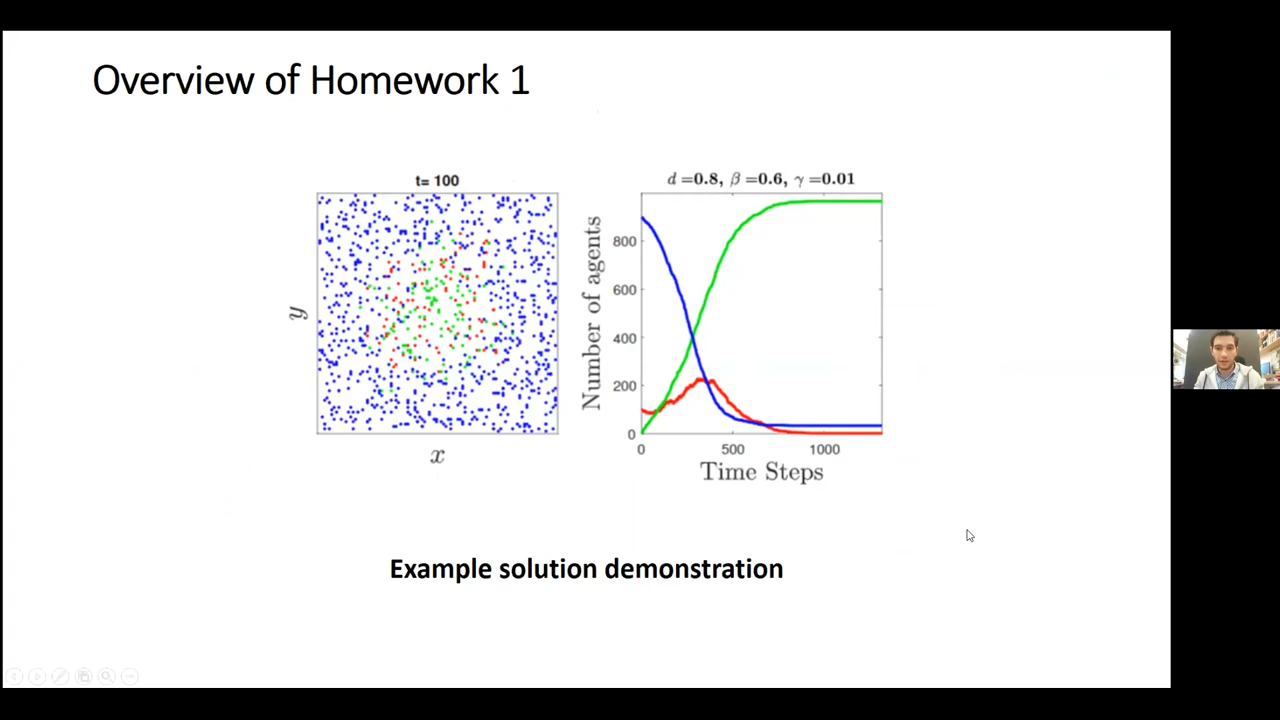 Overview of Homework 1
t= 100
y
x
d =0.8, β =0.6, γ =0.01
Number of agents
800
600
400
200
0
0 500 1000
Time Steps
Example solution demonstration